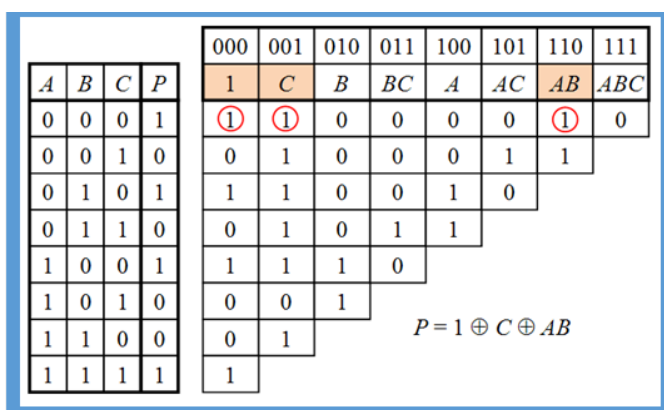 000 001 010 011 100 101 110 111
A B C P 1 C B BC A AC AB ABC
0 0 0 1 1 1 0 0 0 0 1 0
0 0 1 0 0 1 0 0 0 1 1
0 1 0 1 1 1 0 0 1 0
0 1 1 0 0 1 0 1 1
1 0 0 1 1 1 1 0
1 0 1 0 0 0 1
P = 1 ⊕ C ⊕ AB
1 1 0 0 0 1
1 1 1 1 1